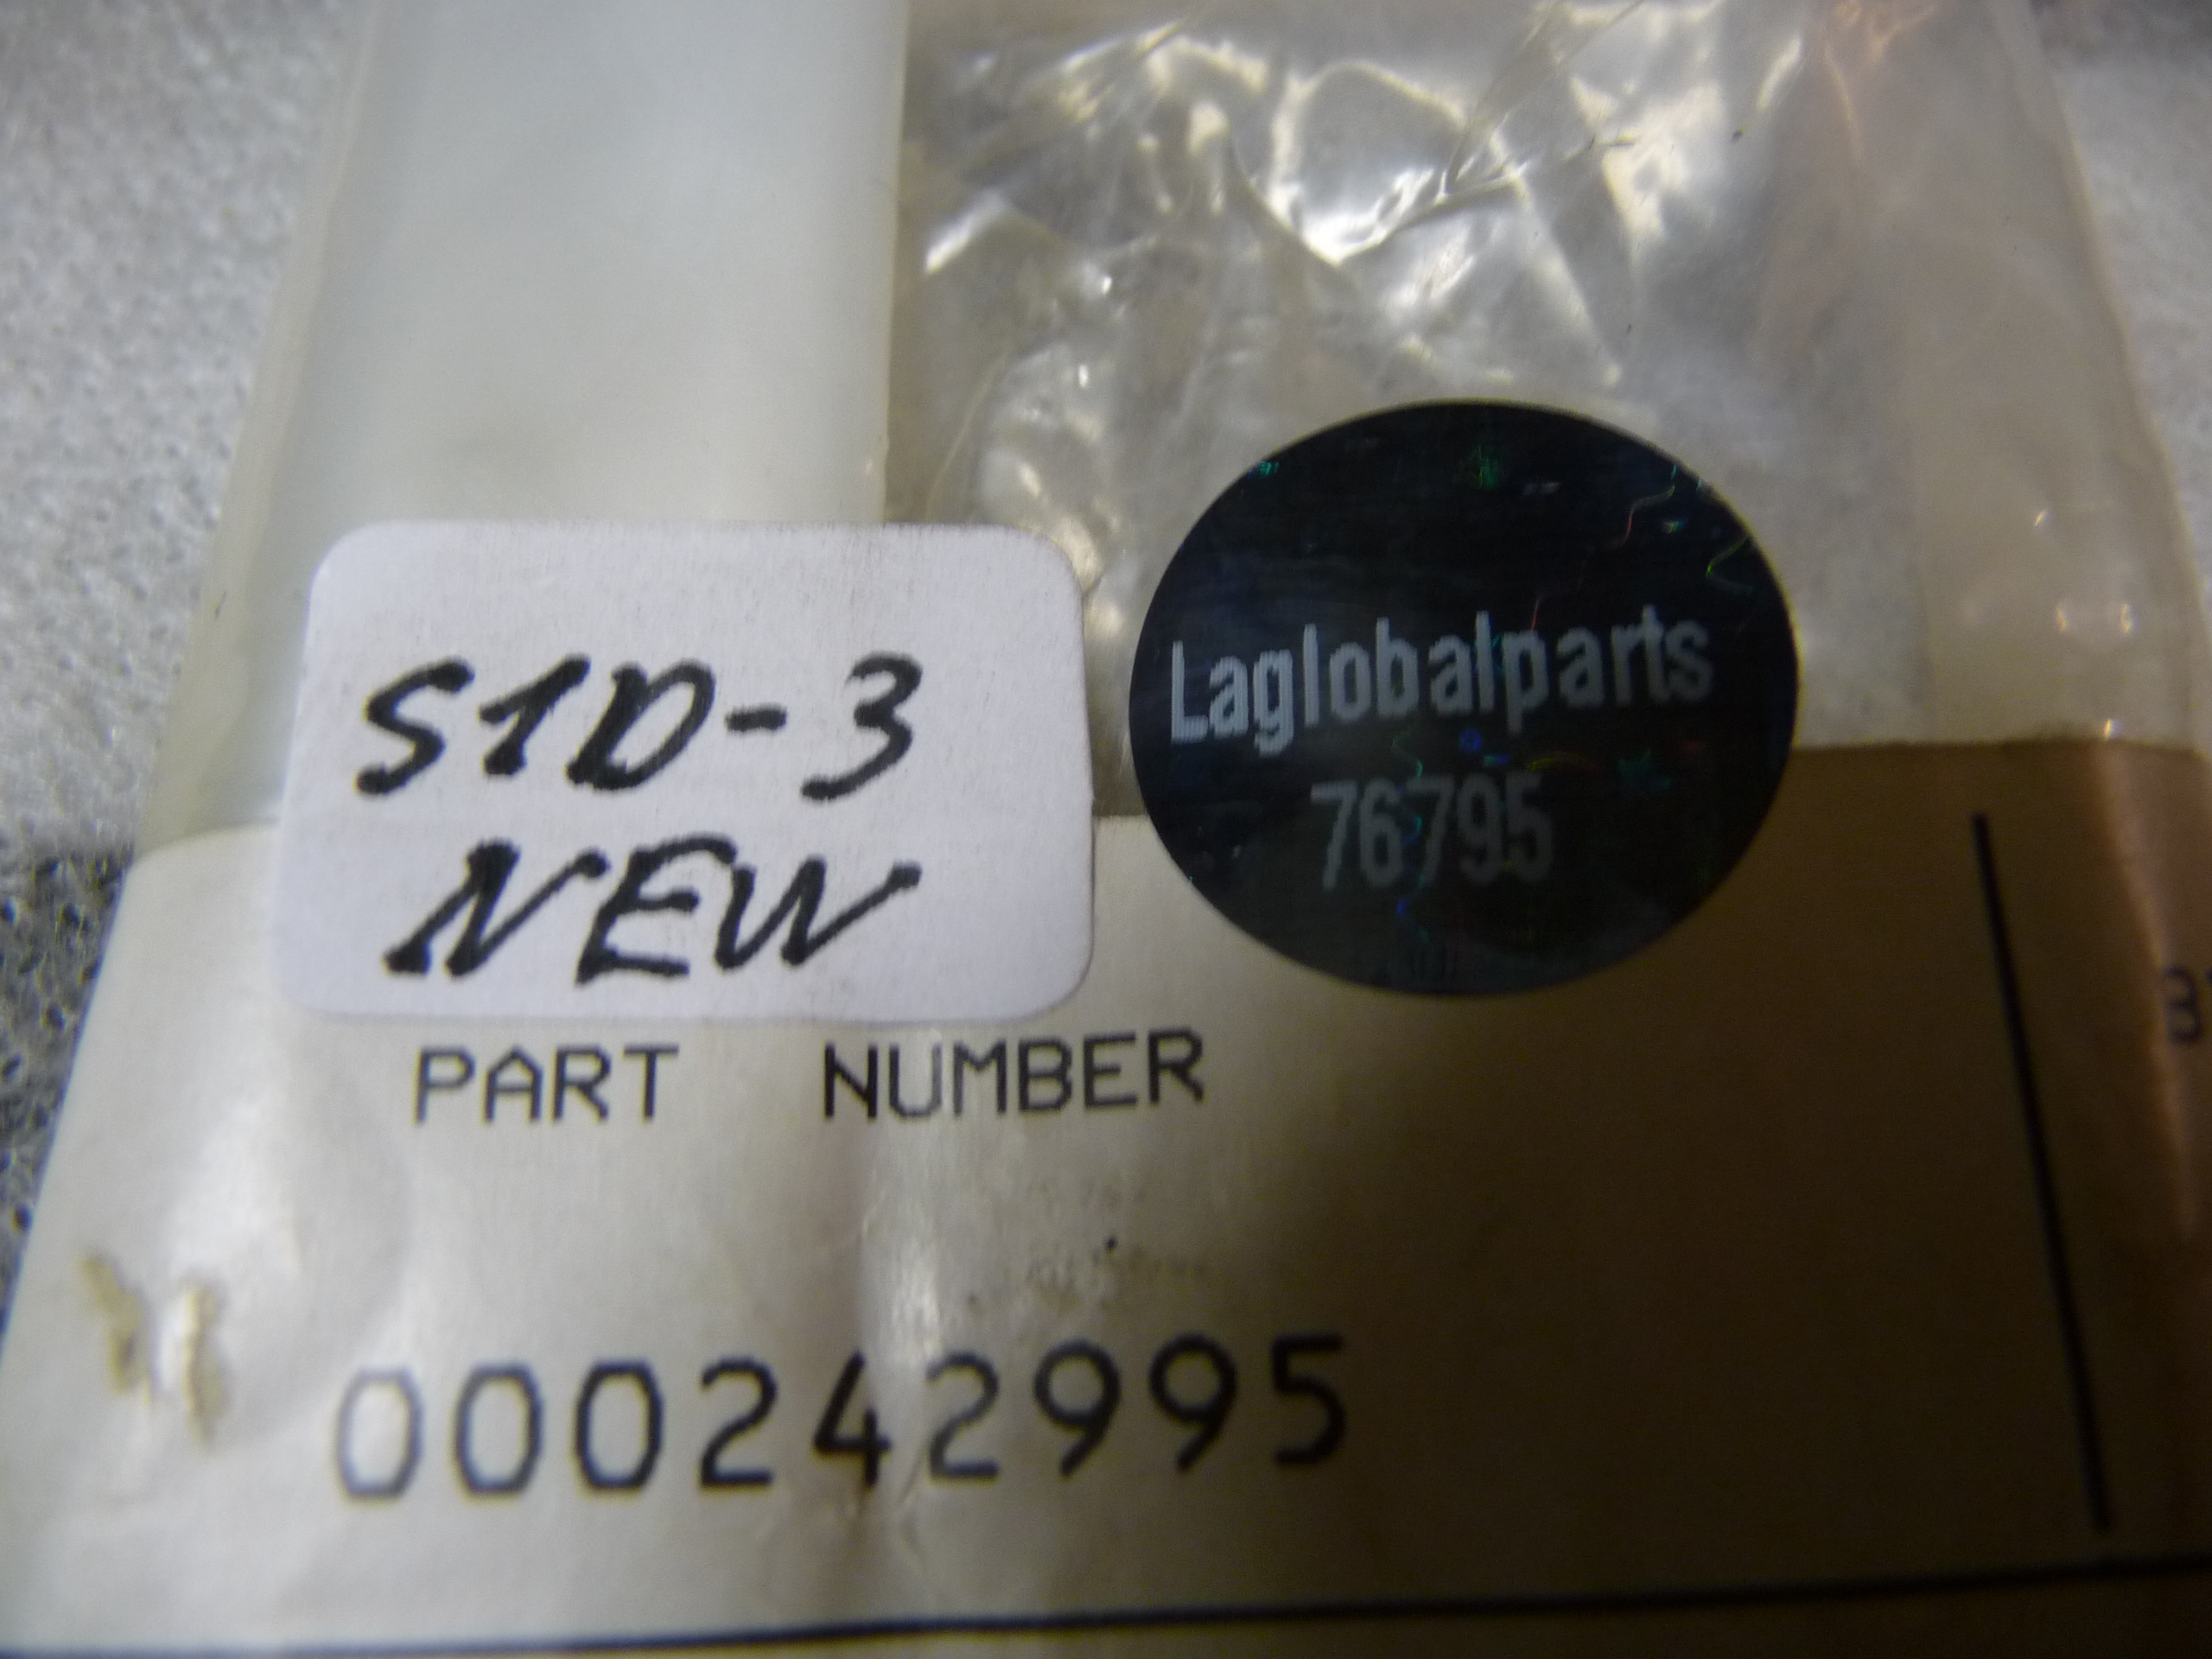 S1D-3
NEW
Laglobalparts
76795
PART NUMBER
000242995